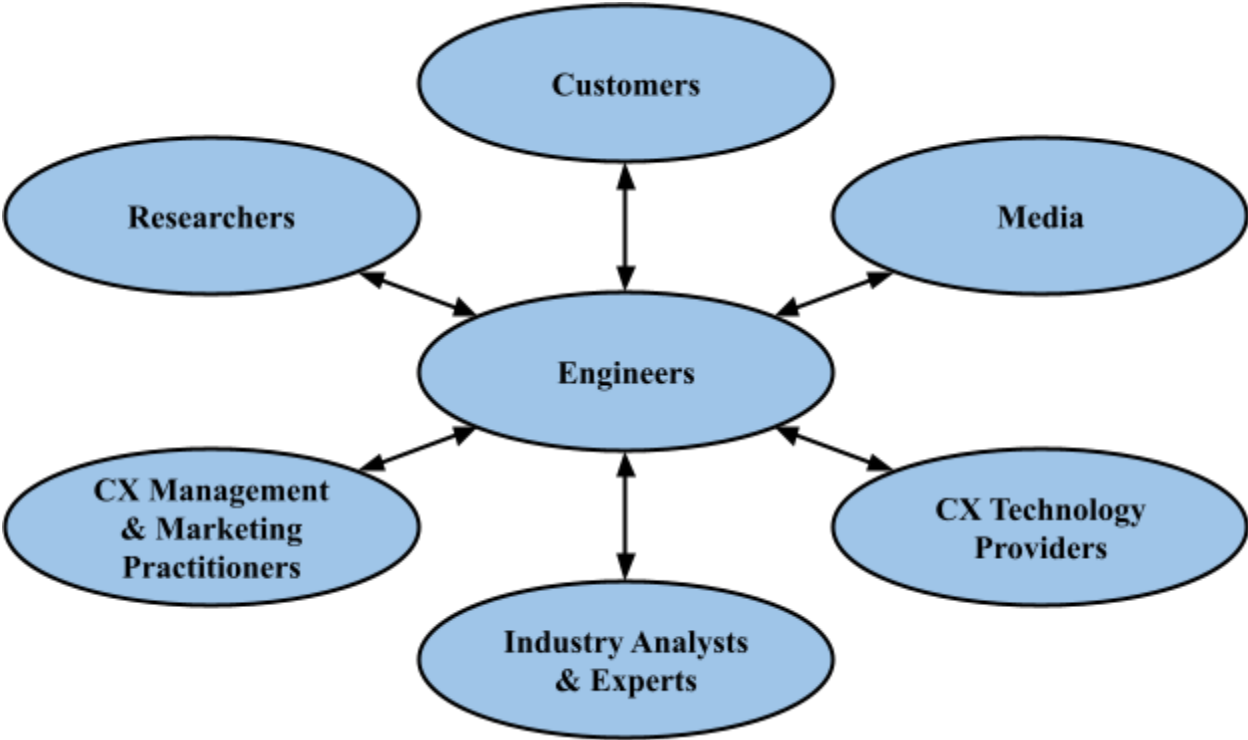 Customers
Researchers
Media
Engineers
CX Management
& Marketing
Practitioners
CX Technology
Providers
Industry Analysts
& Experts